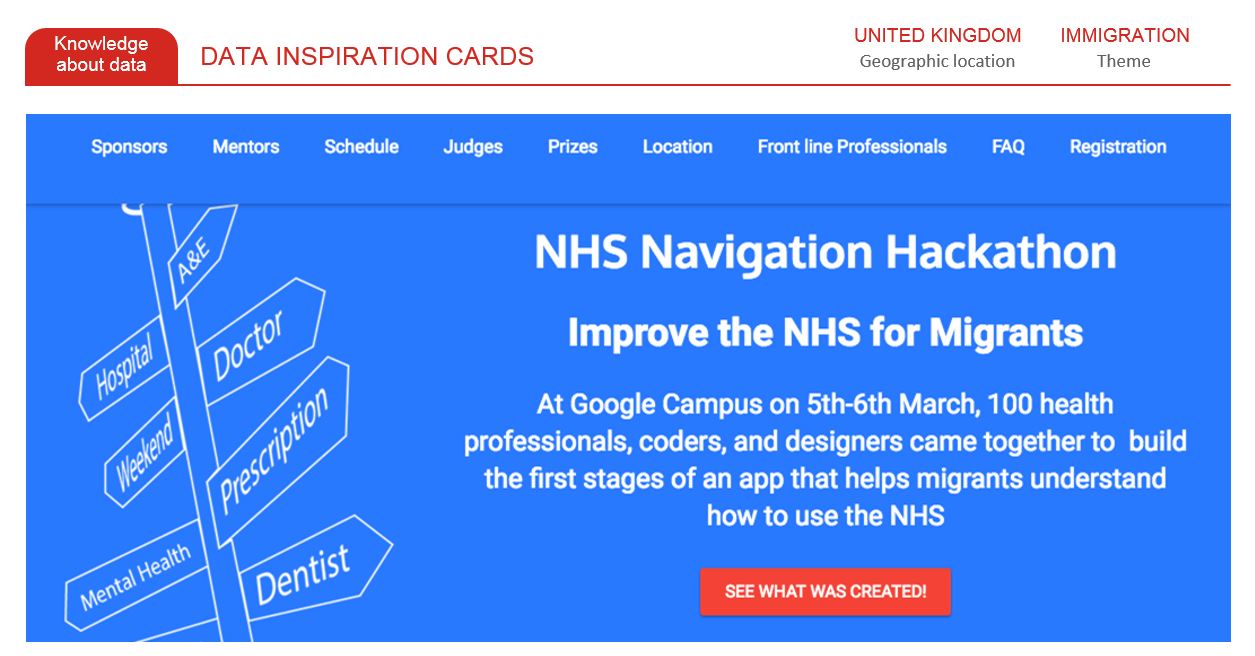 Knowledge
about data
DATA INSPIRATION CARDS
UNITED KINGDOM
Geographic location
IMMIGRATION
Theme
Sponsors Mentors Schedule Judges Prizes Location Front line Professionals FAQ Registration
A&E
Hospital
Doctor
Weekend
Prescription
Mental Health
Dentist
NHS Navigation Hackathon
Improve the NHS for Migrants
At Google Campus on 5th-6th March, 100 health
professionals, coders, and designers came together to build
the first stages of an app that helps migrants understand
how to use the NHS
SEE WHAT WAS CREATED!